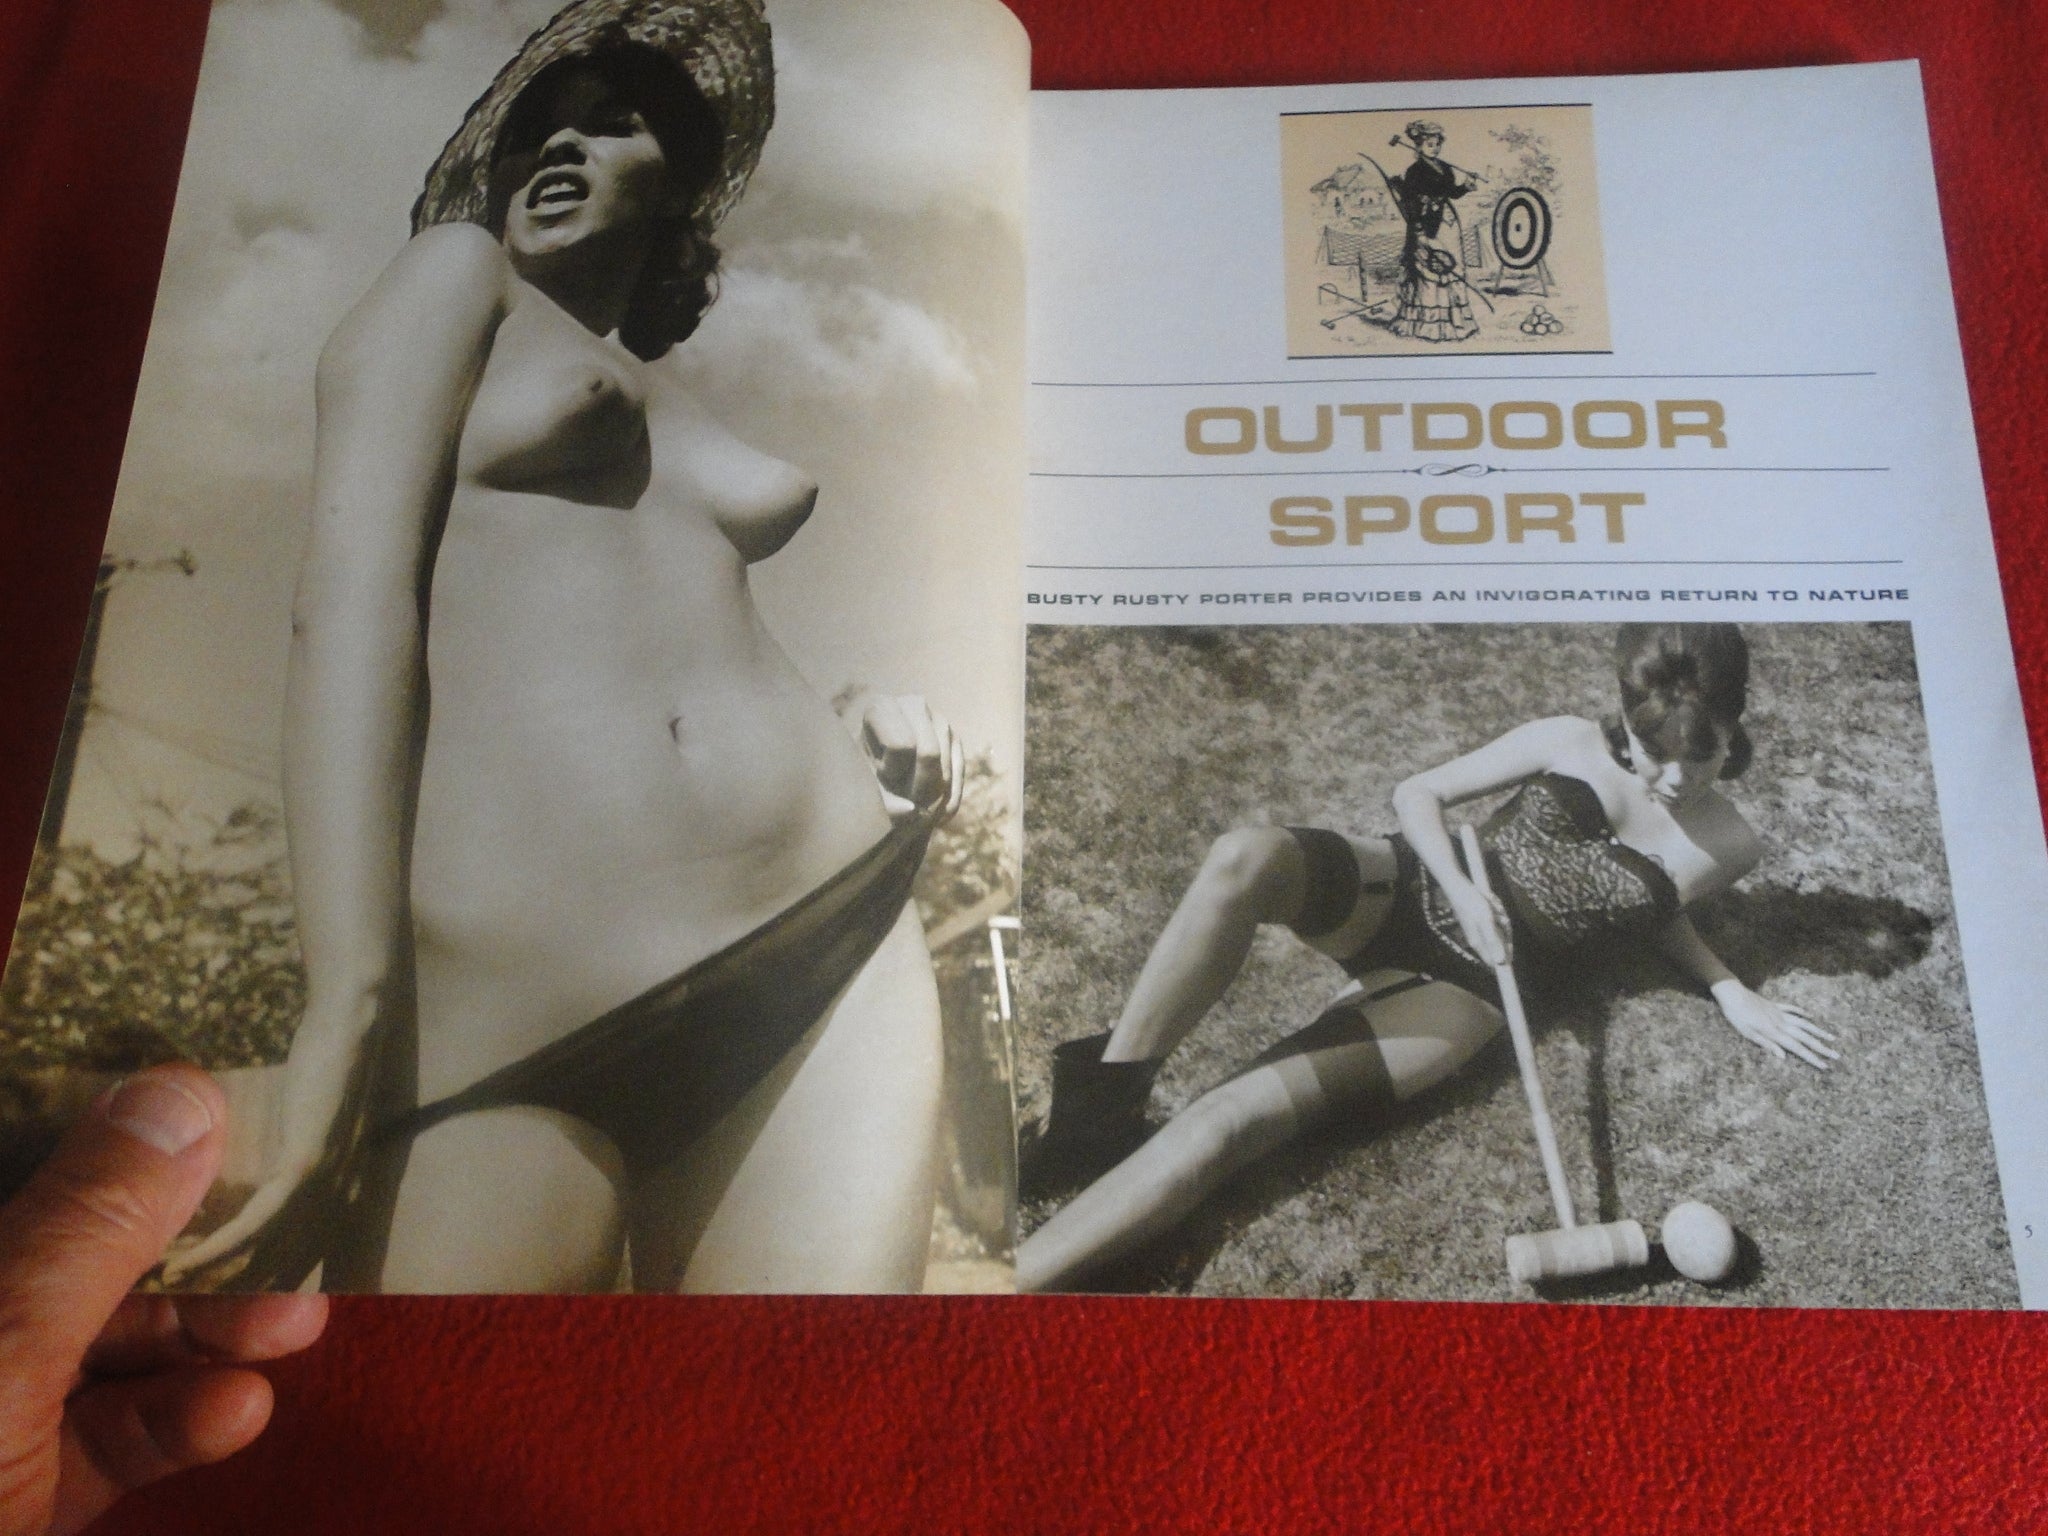 OUTDOOR
SPORT
BUSTY RUSTY PORTER PROVIDES AN INVIGORATING RETURN TO NATURE
5